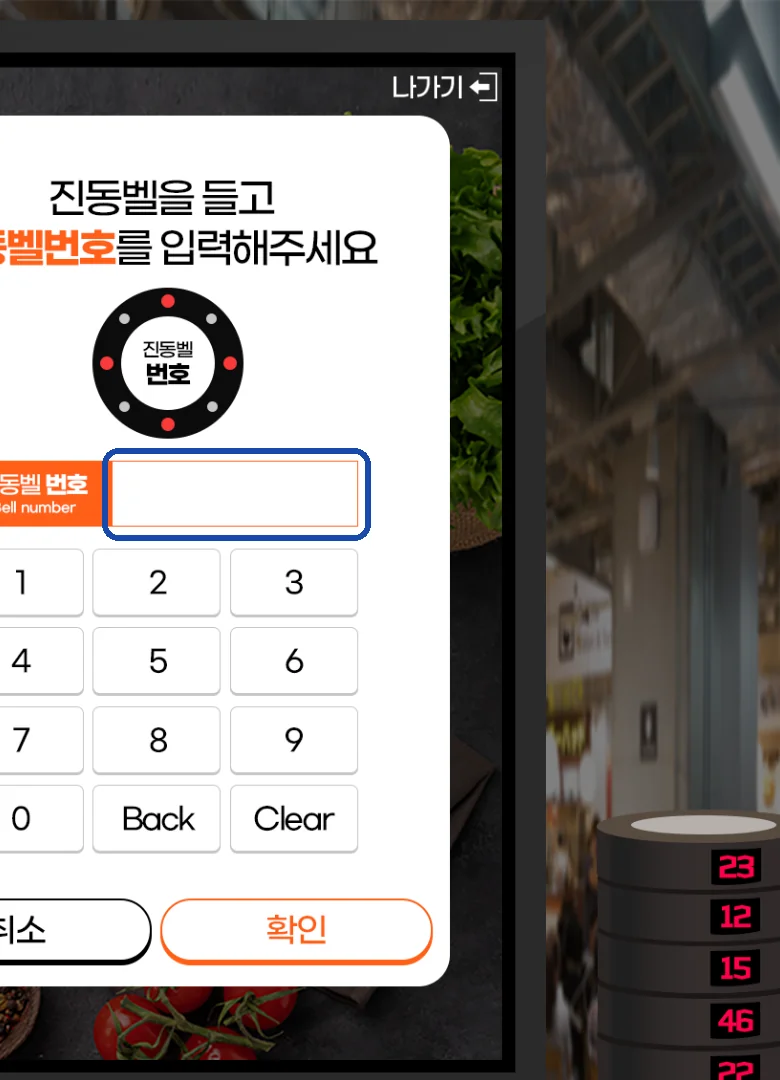 나가기
진동벨을 들고
벨번호를 입력해주세요
진동벨
번호
동벨 번호
ell number
1 2 3
4 5 6
7 8 9
0 Back Clear
취소 확인
23
12
15
46
22